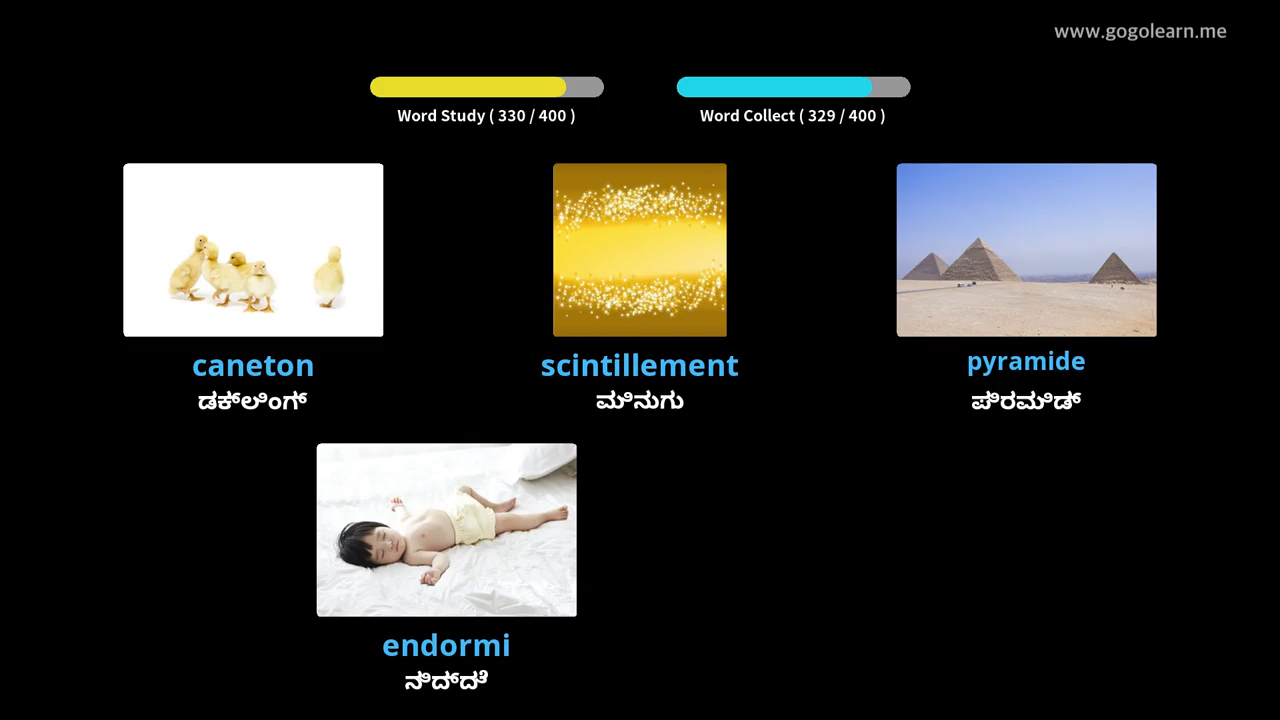 www.gogolearn.me
Word Study ( 330 / 400 )
Word Collect ( 329 / 400 )
caneton
ಡಕ್ಲಿಂಗ್
scintillement
ಮಿನುಗು
pyramide
ಪಿರಮಿಡ್
endormi
ನಿದ್ದೆ